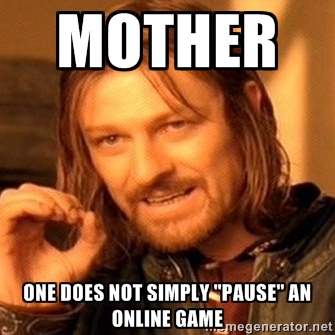 MOTHER
ONE DOES NOT SIMPLY "PAUSE" AN
ONLINE GAME
memegenerator.net